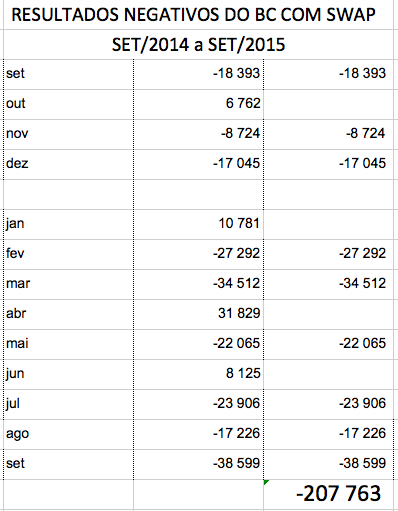 RESULTADOS NEGATIVOS DO BC COM SWAP
SET/2014 a SET/2015
set -18 393 -18 393
out 6 762
nov -8 724 -8 724
dez -17 045 -17 045
jan 10 781
fev -27 292 -27 292
mar -34 512 -34 512
abr 31 829
mai -22 065 -22 065
jun 8 125
jul -23 906 -23 906
ago -17 226 -17 226
set -38 599 -38 599
-207 763